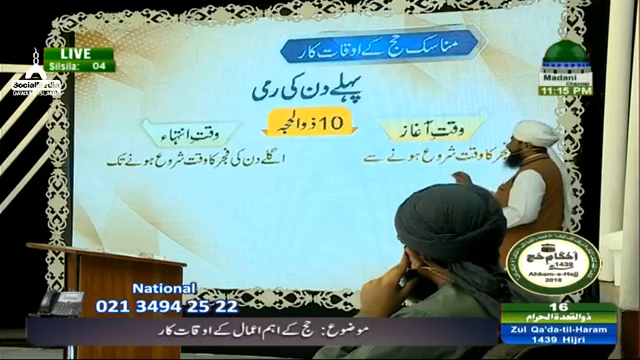 LIVE
Silsila: 04
SocialMedia
مناسک حج کے اوقات کار
پہلے دن کی رمی
10 ذوالحجہ
وقتِ آغاز
وقتِ انتہاء
فجر کا وقت شروع ہونے سے
اگلے دن کی فجر کا وقت شروع ہونے تک
Madani
Channel
11:15 PM
احکامِ حج
1439
Ahkam-e-Hajj
2018
National
021 3494 25 22
موضوع: حج کے اہم اعمال کے اوقات کار
16
ذوالقعدة الحرام
Zul Qa'da-til-Haram
1439 Hijri